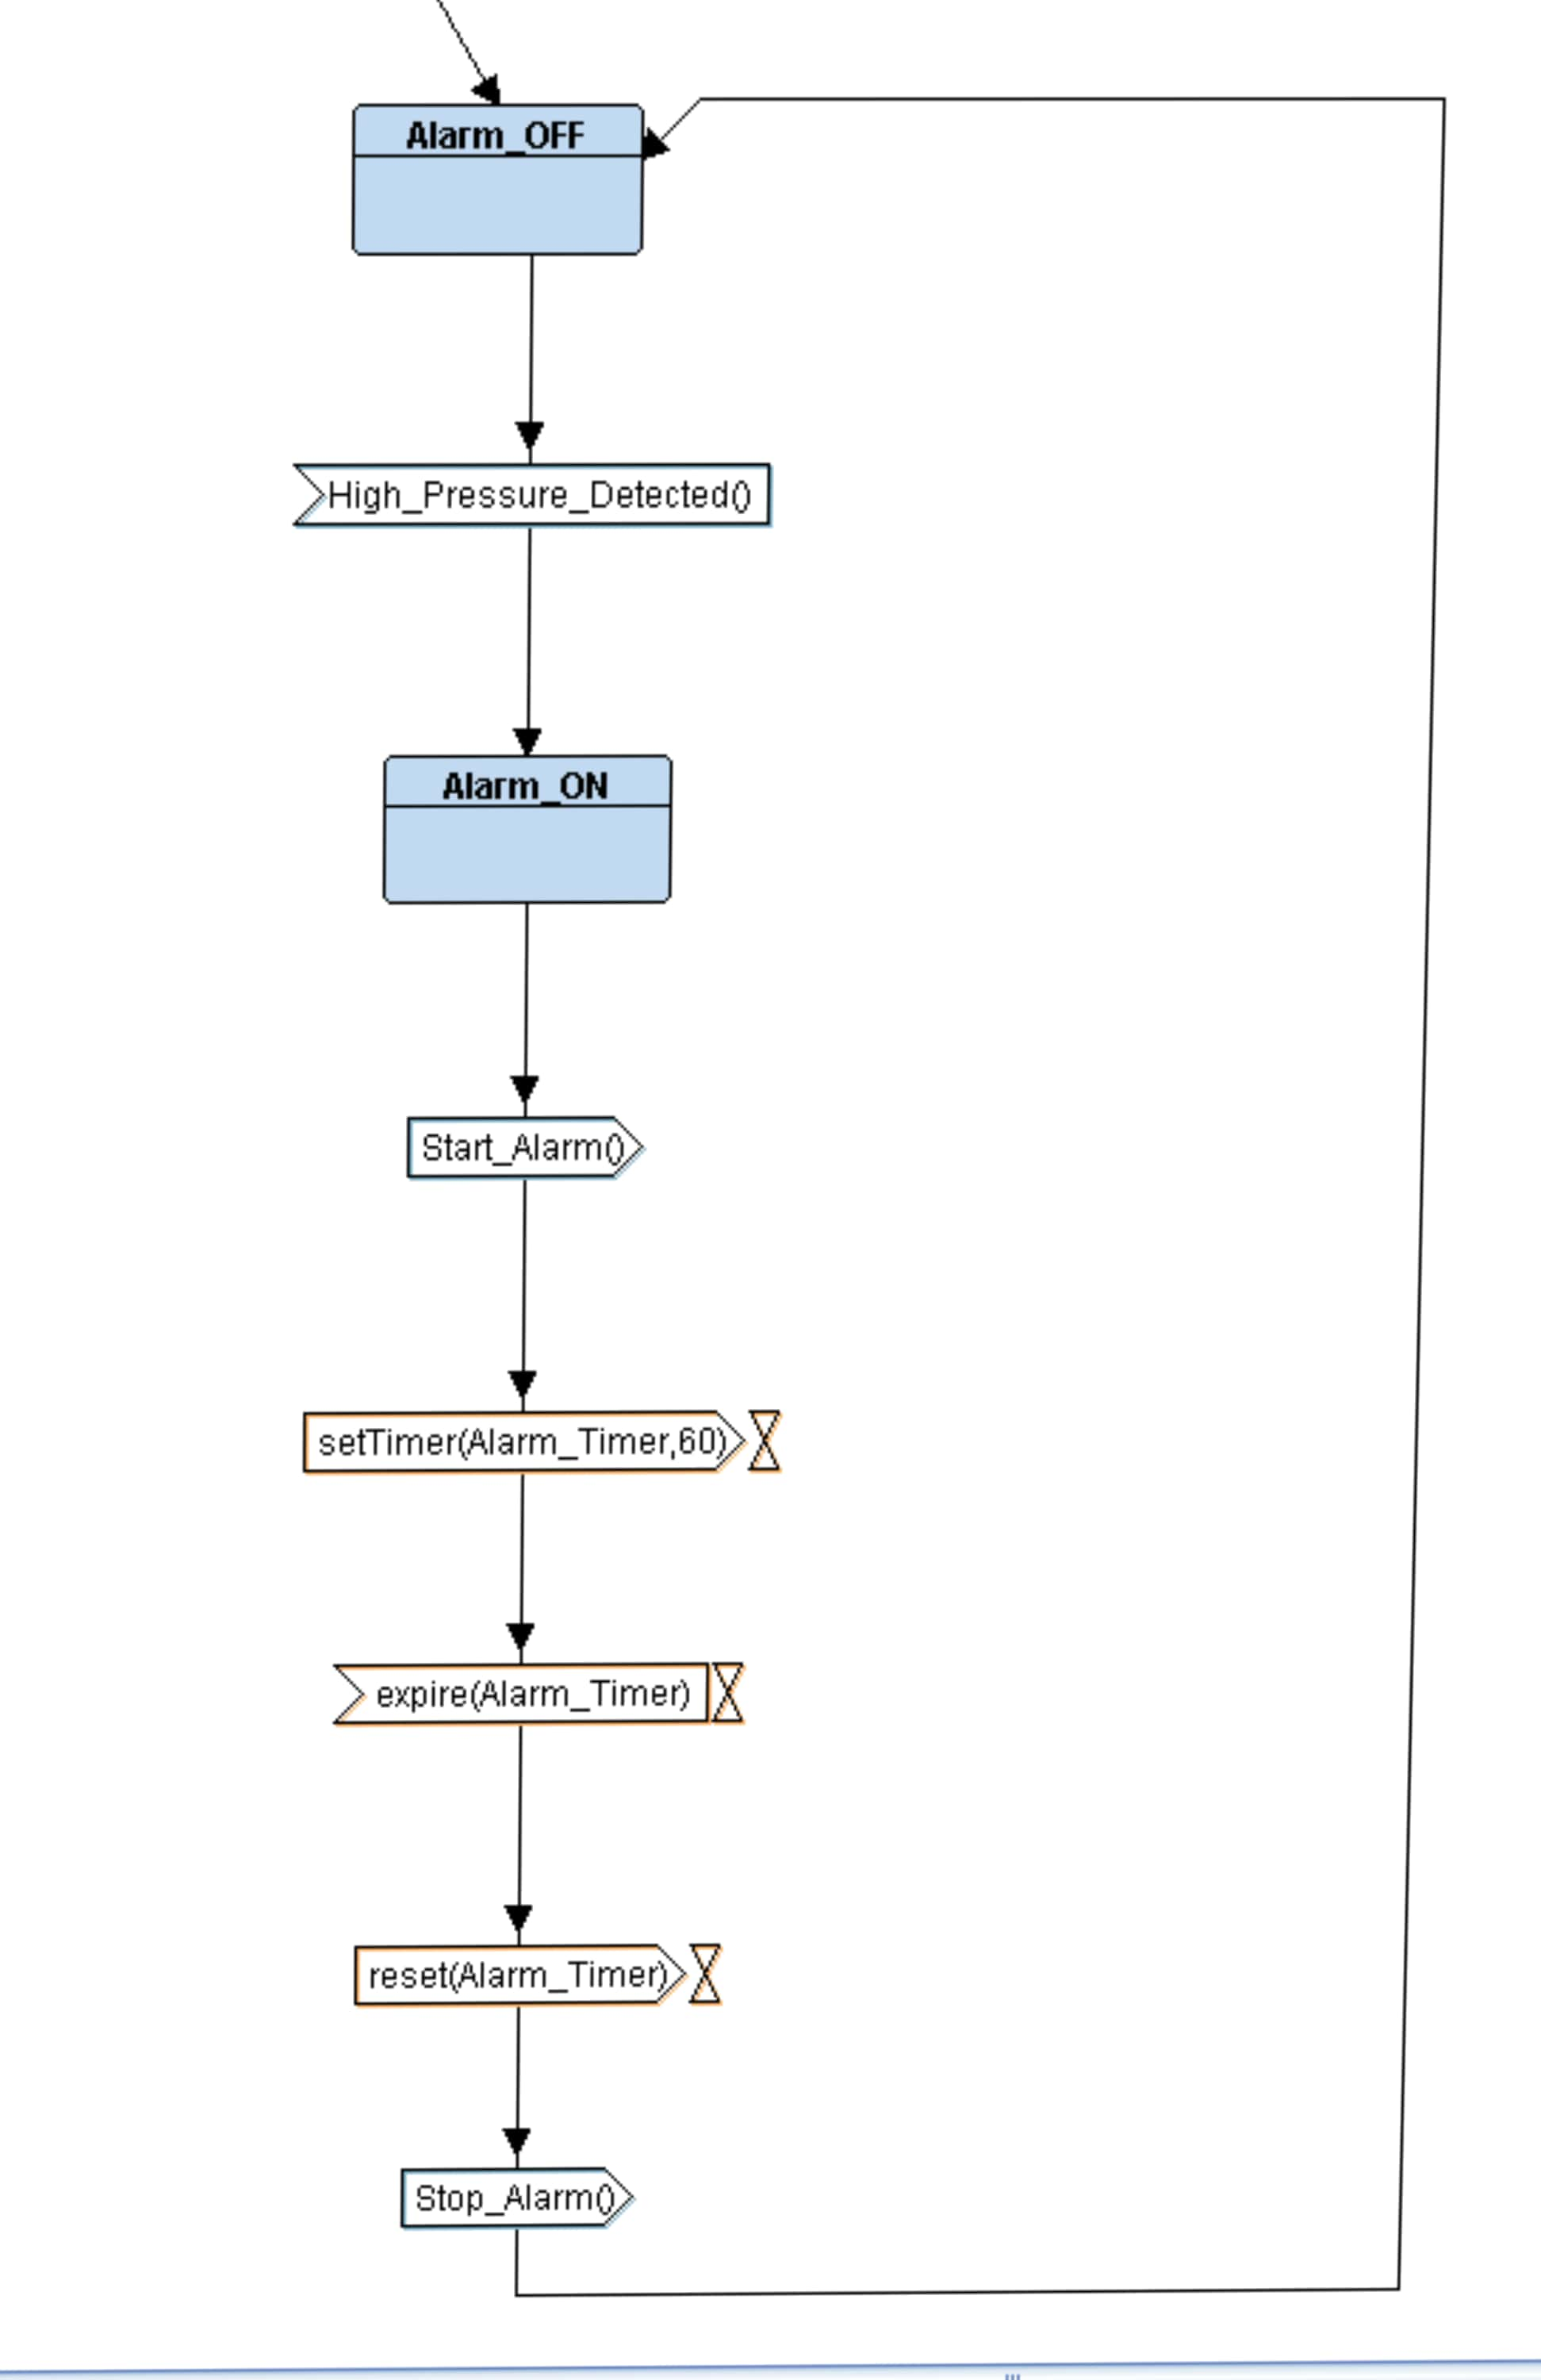 Alarm_OFF
High_Pressure_Detected()
Alarm_ON
Start_Alarm()
setTimer(Alarm_Timer,60)
expire(Alarm_Timer)
reset(Alarm_Timer)
Stop_Alarm()